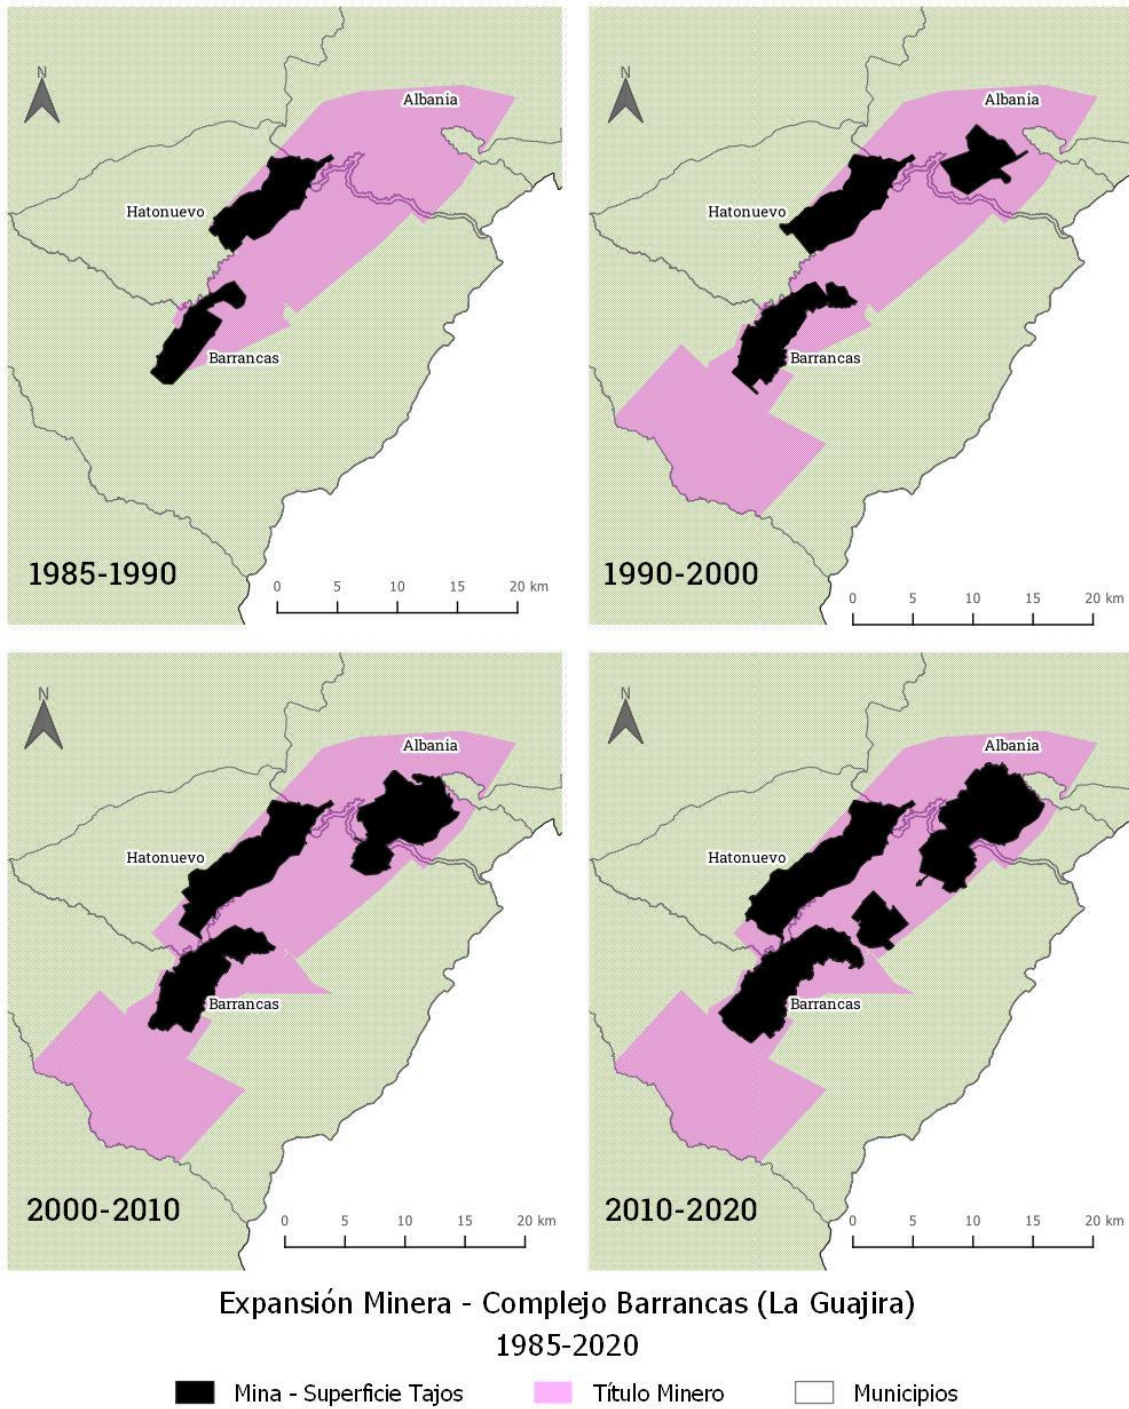 N
Albania
Hatonuevo
Barrancas
1985-1990
0 5 10 15 20 km
N
Albania
Hatonuevo
Barrancas
1990-2000
0 5 10 15 20 km
N
Albania
Hatonuevo
Barrancas
2000-2010
0 5 10 15 20 km
N
Albania
Hatonuevo
Barrancas
2010-2020
0 5 10 15 20 km
Expansión Minera - Complejo Barrancas (La Guajira)
1985-2020
Mina - Superficie Tajos Título Minero Municipios